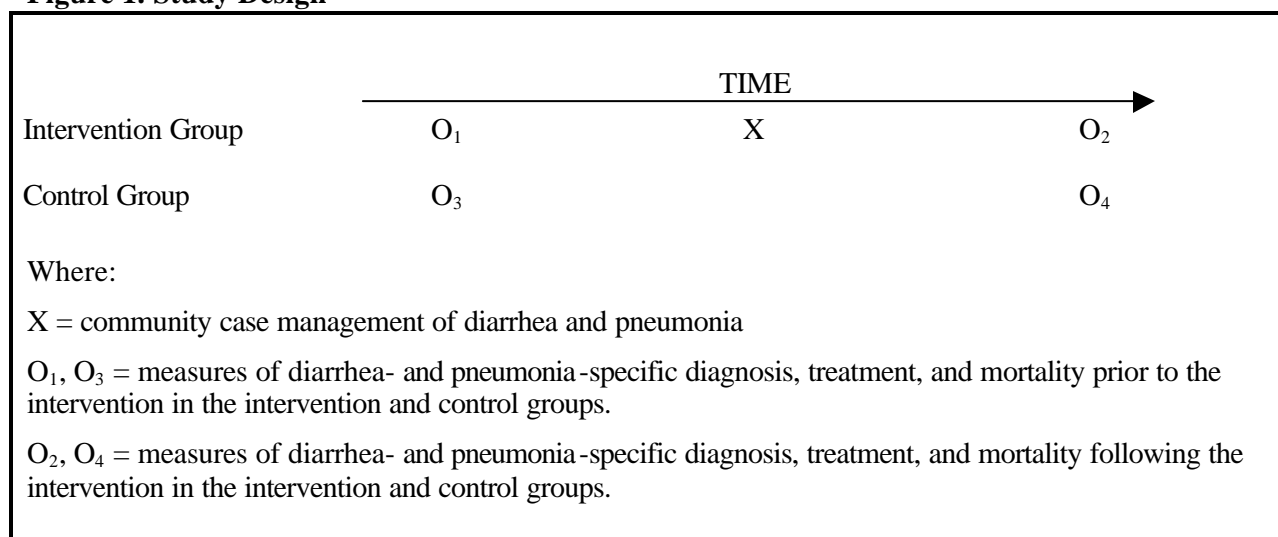 Figure 1. Study Design
TIME
Intervention Group O₁ X O₂
Control Group O₃ O₄
Where:
X = community case management of diarrhea and pneumonia
O₁, O₃ = measures of diarrhea- and pneumonia-specific diagnosis, treatment, and mortality prior to the
intervention in the intervention and control groups.
O₂, O₄ = measures of diarrhea- and pneumonia-specific diagnosis, treatment, and mortality following the
intervention in the intervention and control groups.